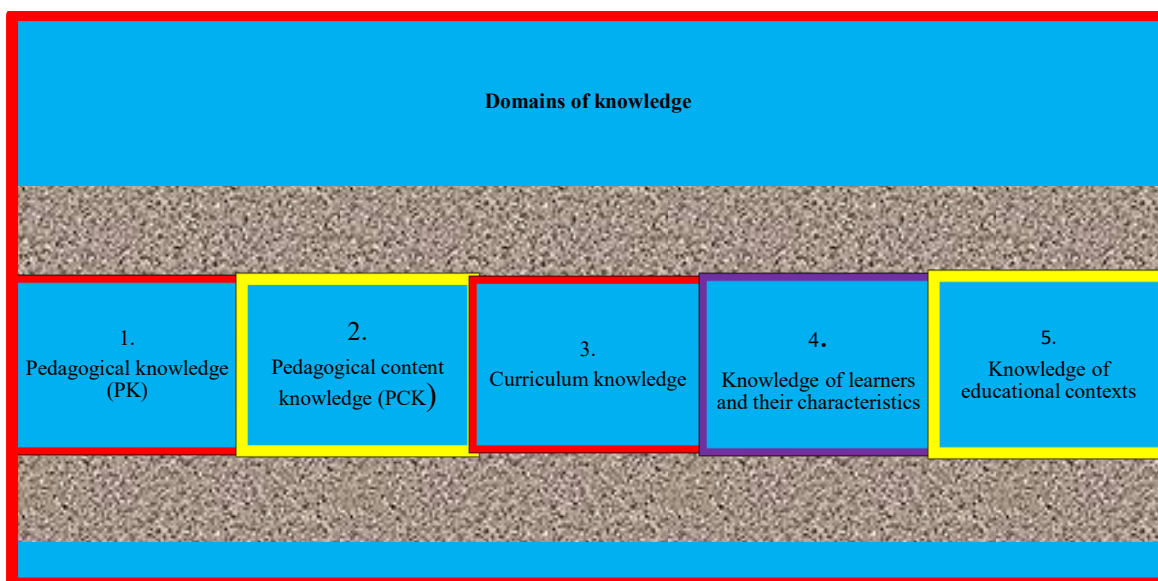 Domains of knowledge
1.
Pedagogical knowledge
(PK)
2.
Pedagogical content
knowledge (PCK)
3.
Curriculum knowledge
4.
Knowledge of learners
and their characteristics
5.
Knowledge of
educational contexts